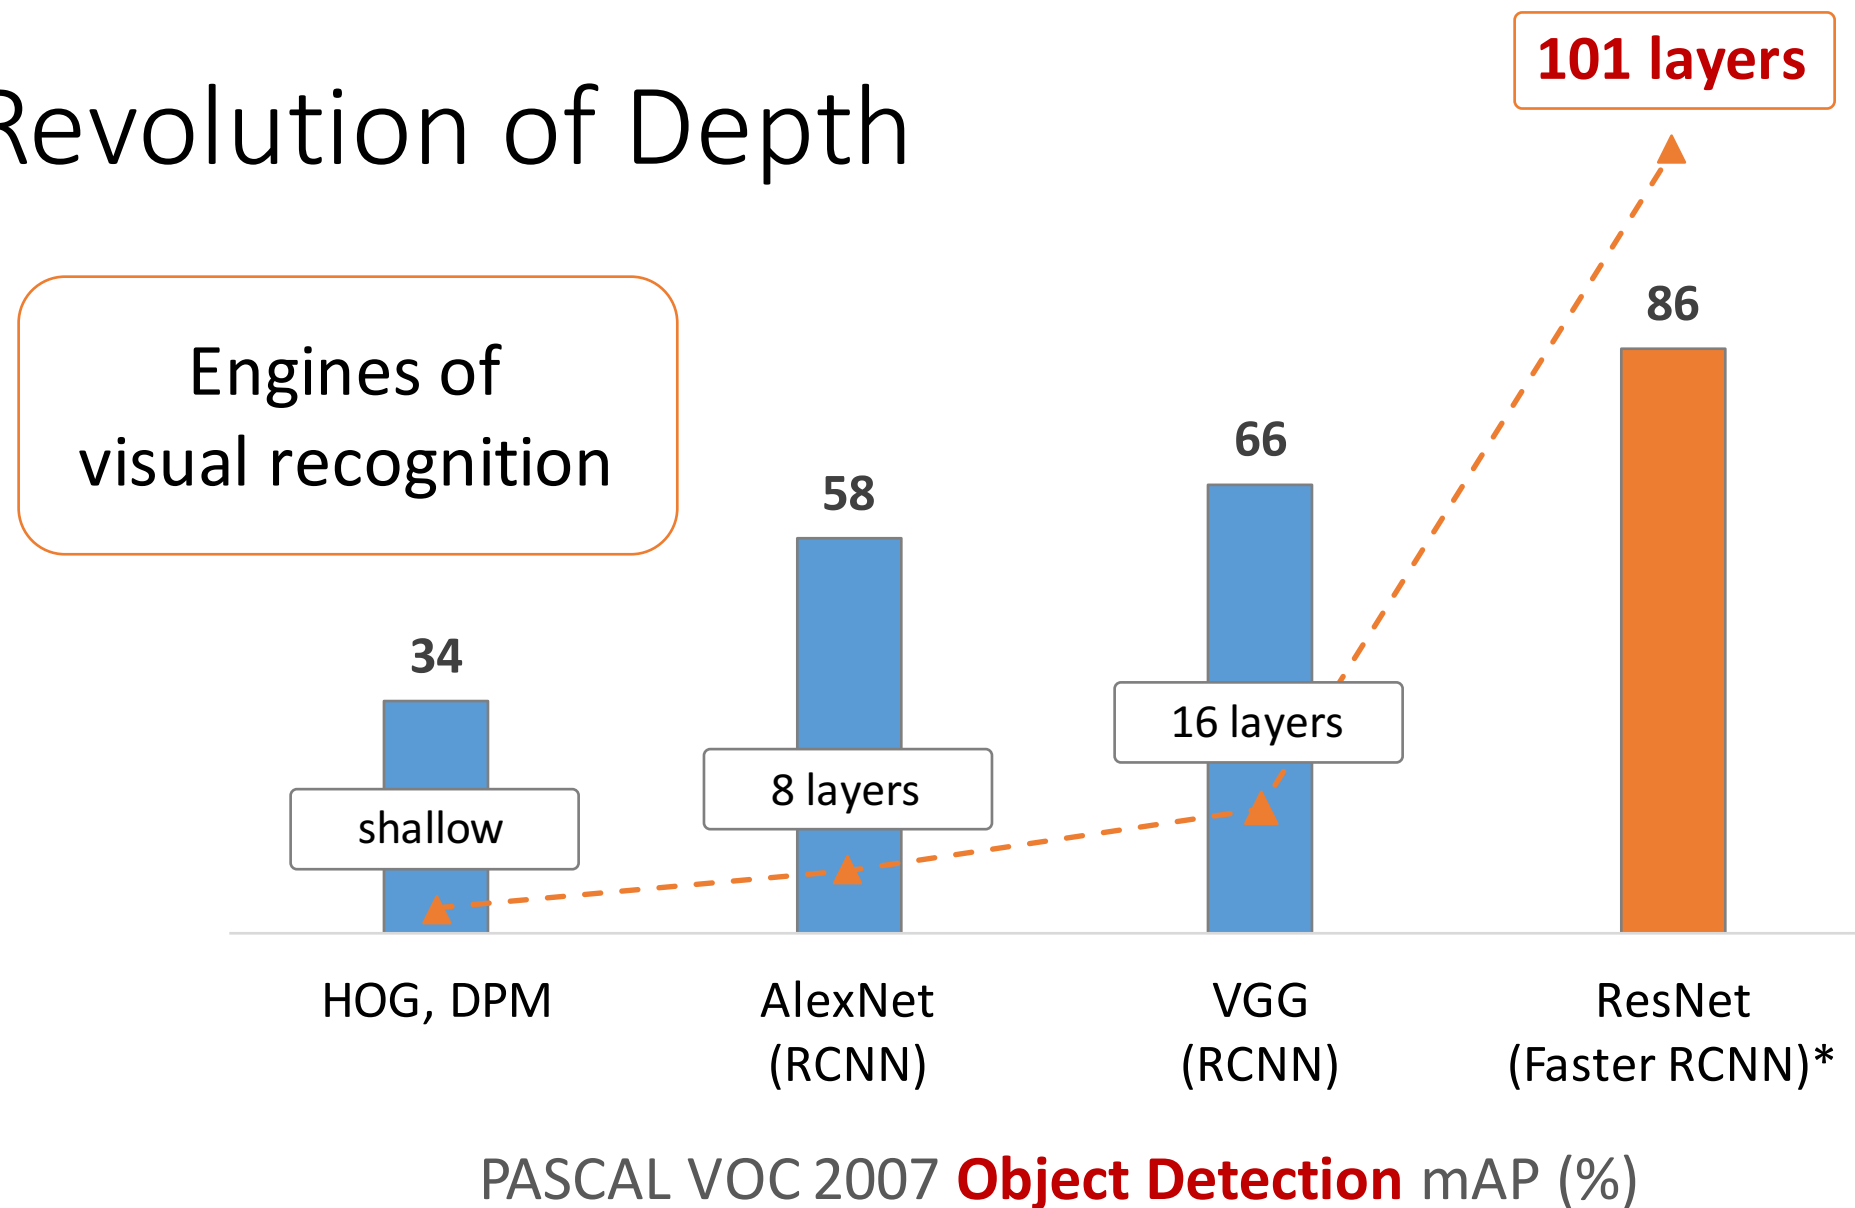 101 layers
Revolution of Depth
Engines of
visual recognition
86
66
58
34
16 layers
8 layers
shallow
HOG, DPM
AlexNet
(RCNN)
VGG
(RCNN)
ResNet
(Faster RCNN)*
PASCAL VOC 2007 Object Detection mAP (%)